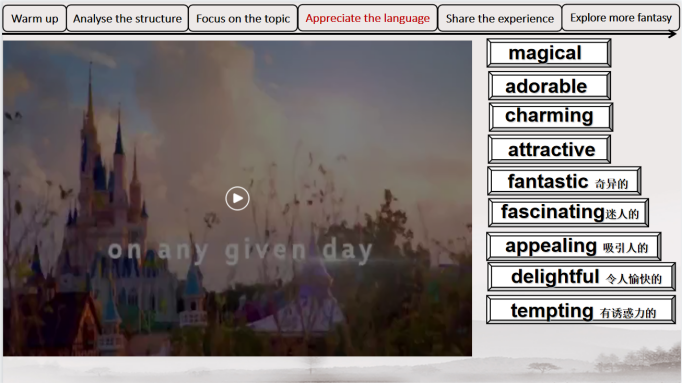 Warm up Analyse the structure Focus on the topic Appreciate the language Share the experience Explore more fantasy
magical
adorable
charming
attractive
fantastic 奇异的
fascinating迷人的
on any given day
appealing 吸引人的
delightful 令人愉快的
tempting 有诱惑力的